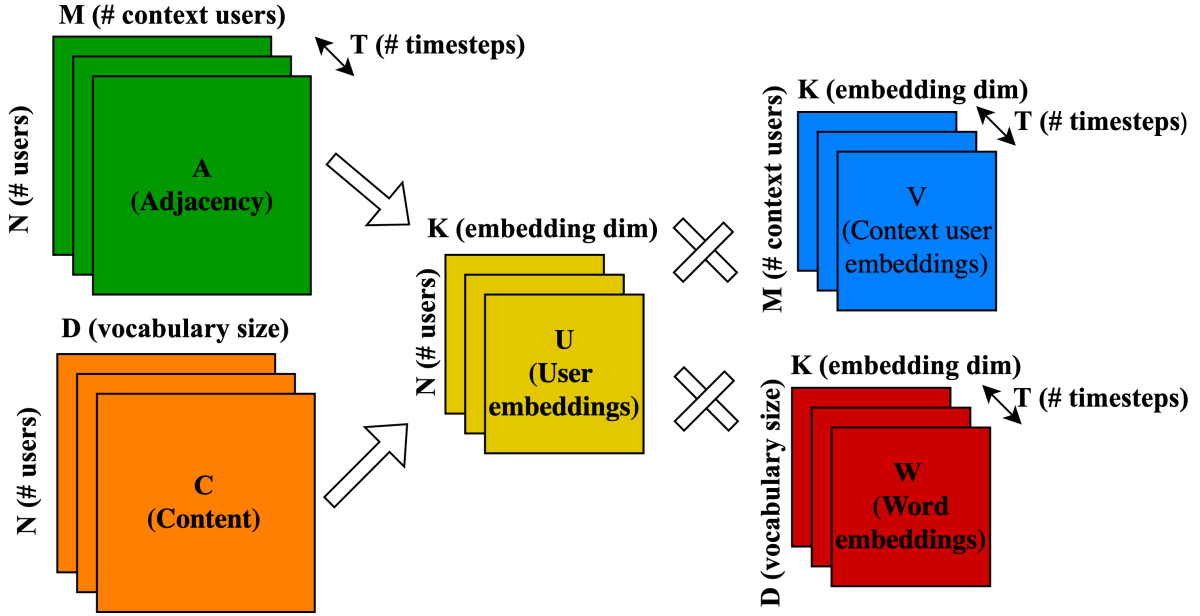 M (# context users)
T (# timesteps)
N (# users)
A
(Adjacency)
D (vocabulary size)
N (# users)
C
(Content)
K (embedding dim)
N (# users)
U
(User
embeddings)
K (embedding dim)
T (# timesteps)
M (# context users)
V
(Context user
embeddings)
K (embedding dim)
T (# timesteps)
D (vocabulary size)
W
(Word
embeddings)